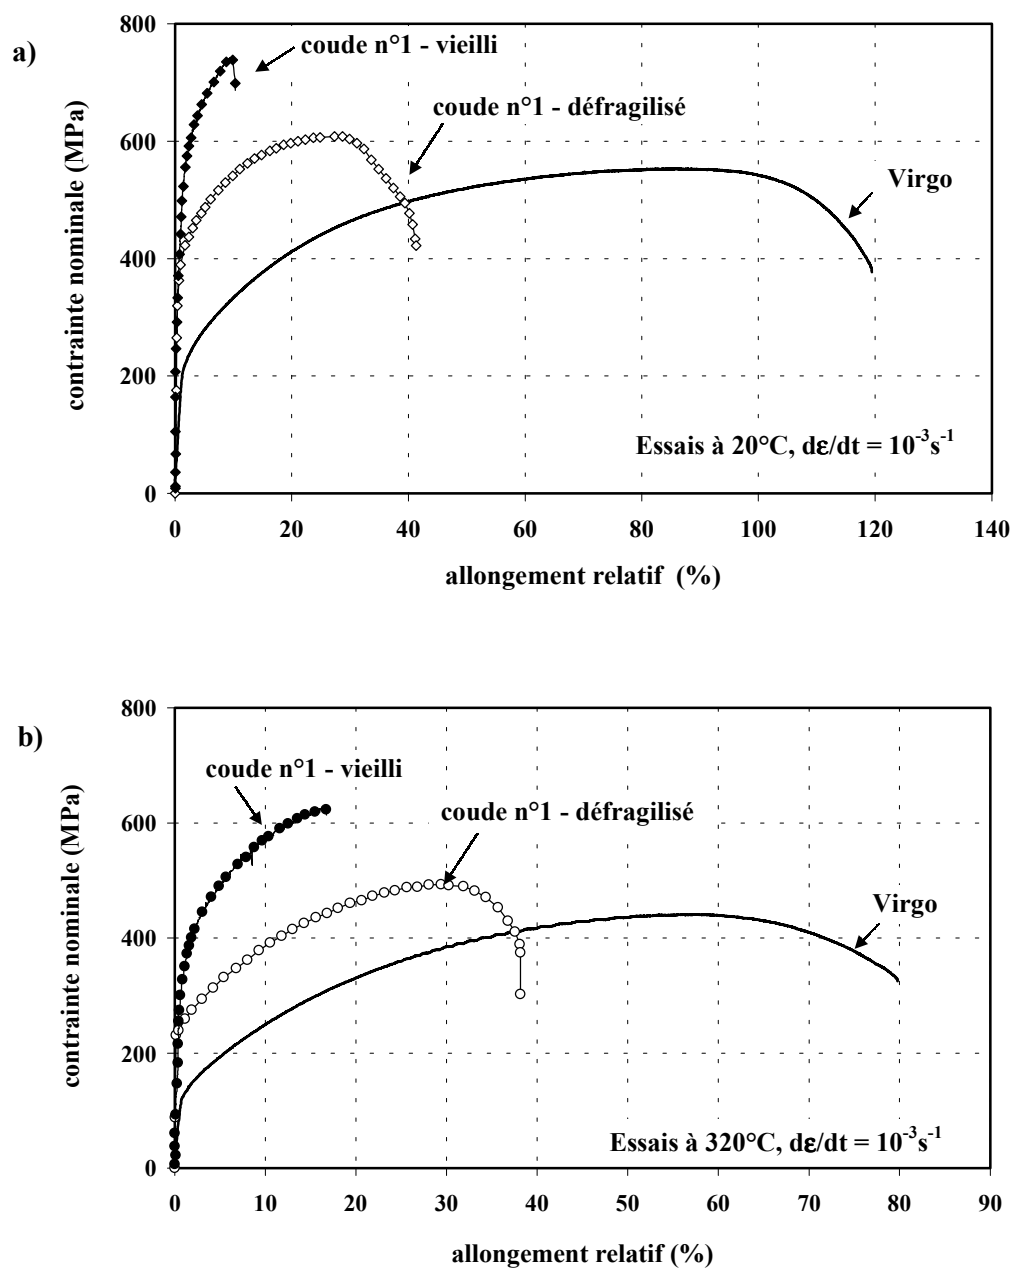 a)
800
600
400
200
0
contrainte nominale (MPa)
coude n°1 - vieilli
coude n°1 - défragilisé
Virgo
Essais à 20°C, dε/dt = 10⁻³s⁻¹
0 20 40 60 80 100 120 140
allongement relatif (%)
b)
800
600
400
200
0
contrainte nominale (MPa)
coude n°1 - vieilli
coude n°1 - défragilisé
Virgo
Essais à 320°C, dε/dt = 10⁻³s⁻¹
0 10 20 30 40 50 60 70 80 90
allongement relatif (%)